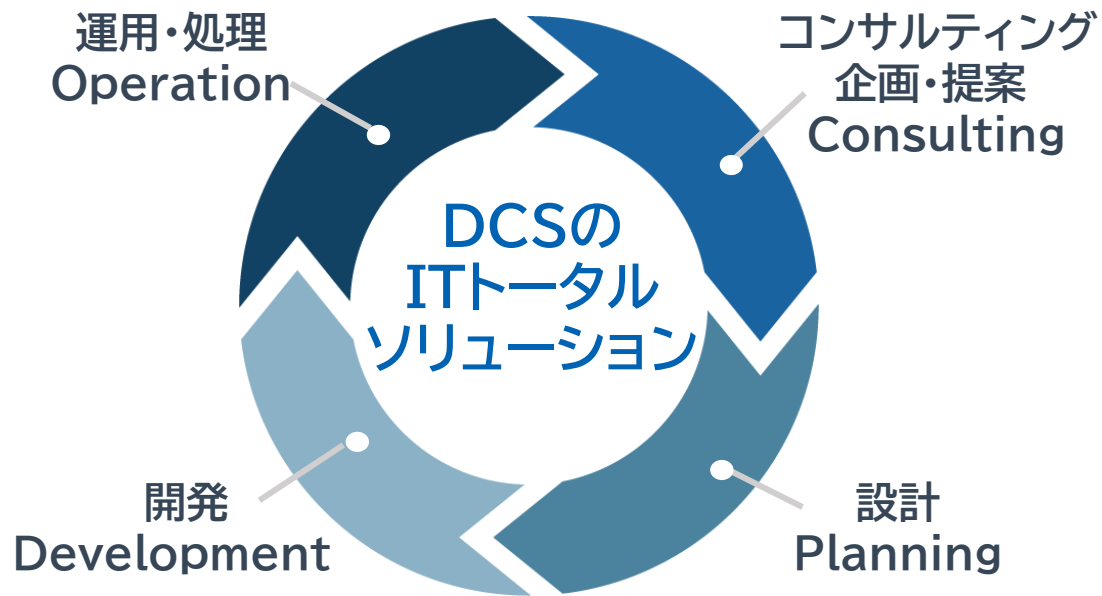 運用・処理
Operation
コンサルティング
企画・提案
Consulting
DCSの
ITトータル
ソリューション
開発
Development
設計
Planning